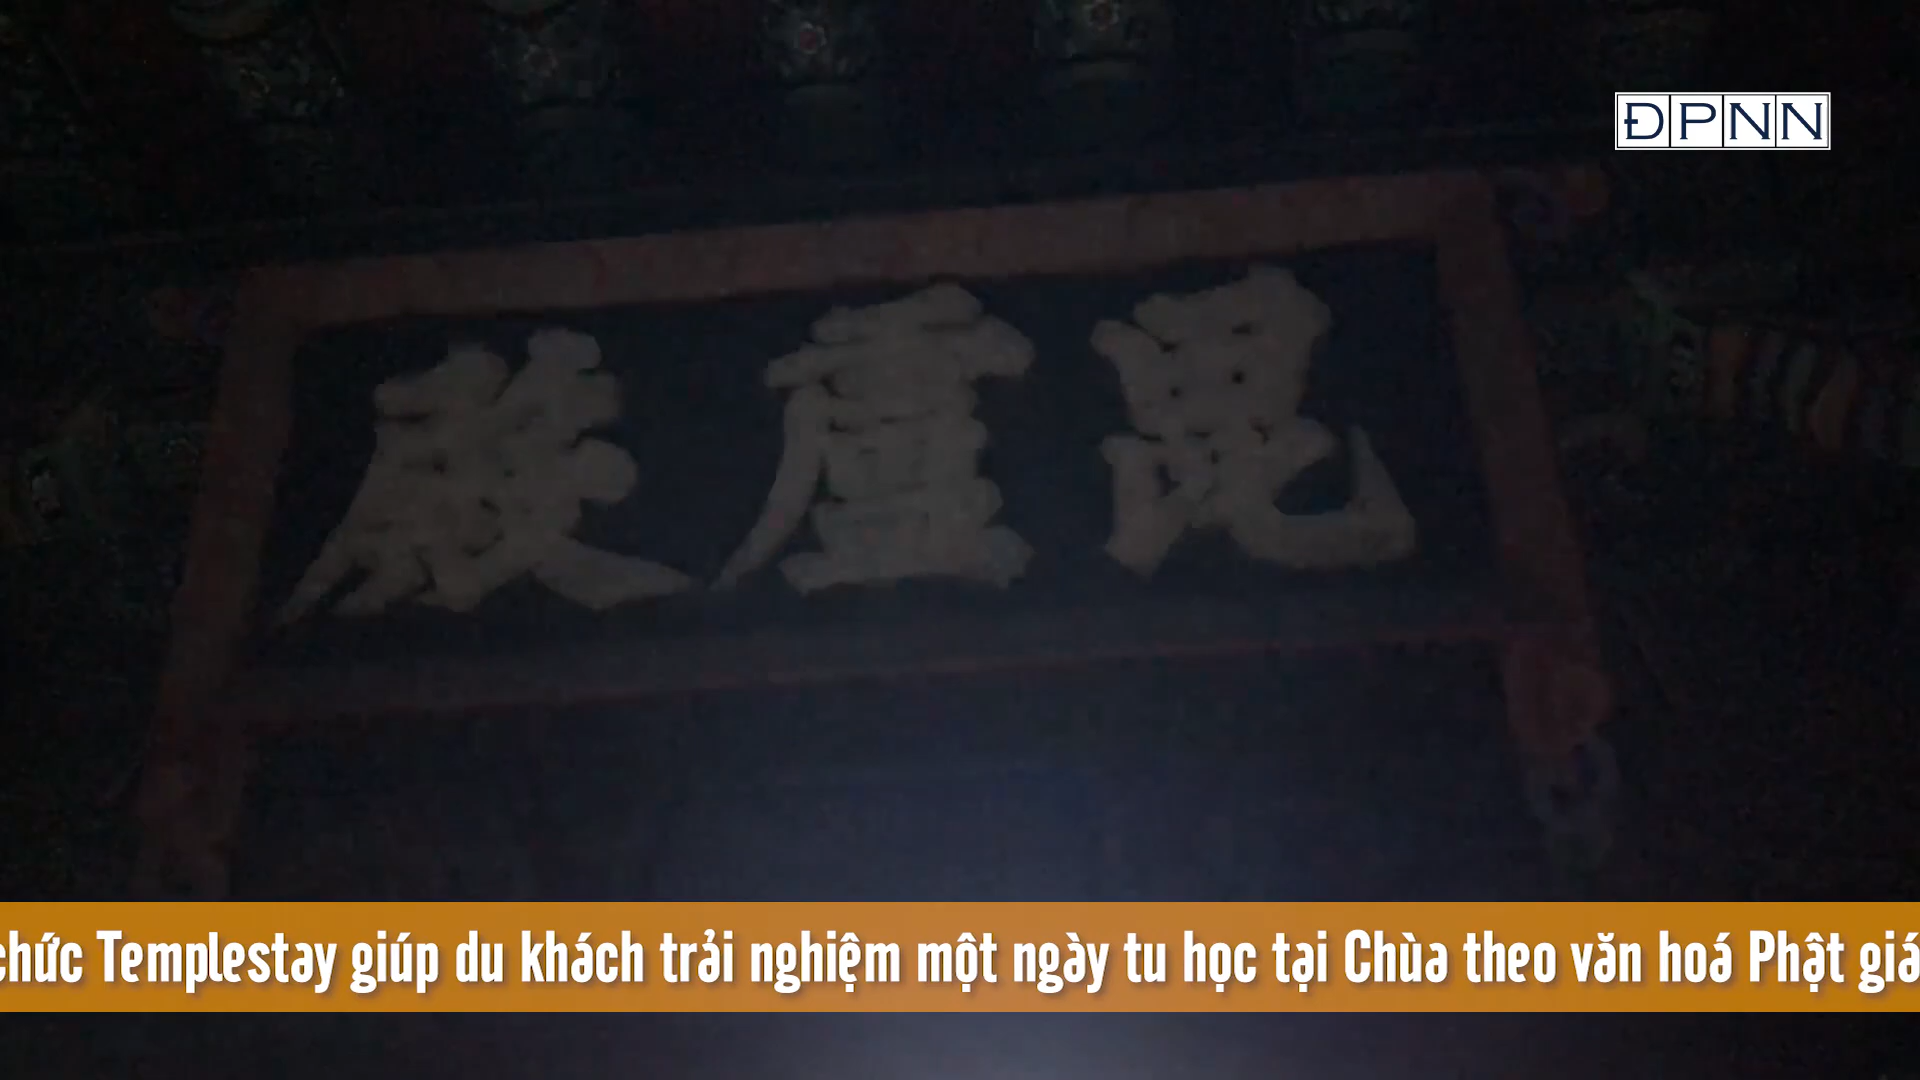 ĐPNN
毘盧殿
chức Templestay giúp du khách trải nghiệm một ngày tu học tại Chùa theo văn hoá Phật giá